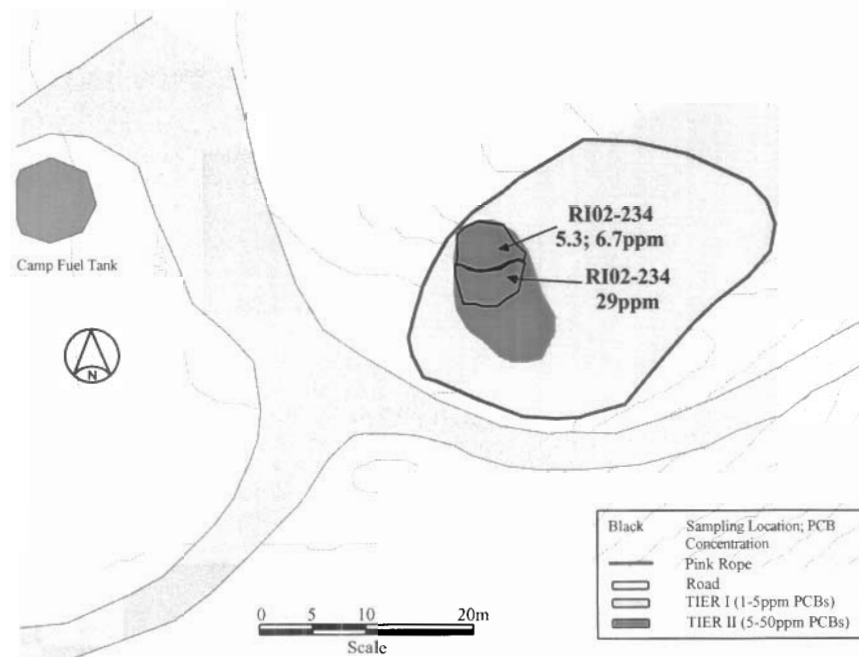 RI02-234
5.3; 6.7ppm
RI02-234
29ppm
Camp Fuel Tank
N
Black Sampling Location; PCB
Concentration
Pink Rope
Road
TIER I (1-5ppm PCBs)
TIER II (5-50ppm PCBs)
0 5 10 20m
Scale